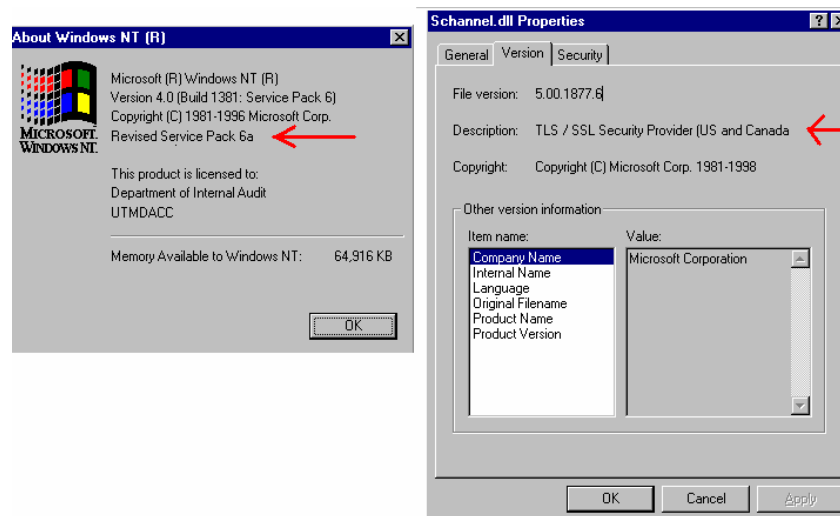 About Windows NT (R)
MICROSOFT.
WINDOWS NT.
Microsoft (R) Windows NT (R)
Version 4.0 (Build 1381: Service Pack 6)
Copyright (C) 1981-1996 Microsoft Corp.
Revised Service Pack 6a
This product is licensed to:
Department of Internal Audit
UTMDACC
Memory Available to Windows NT: 64,916 KB
OK
Schannel.dll Properties
General Version Security
File version: 5.00.1877.6
Description: TLS / SSL Security Provider (US and Canada
Copyright: Copyright (C) Microsoft Corp. 1981-1998
Other version information
Item name: Value:
Company Name Microsoft Corporation
Internal Name
Language
Original Filename
Product Name
Product Version
OK Cancel Apply